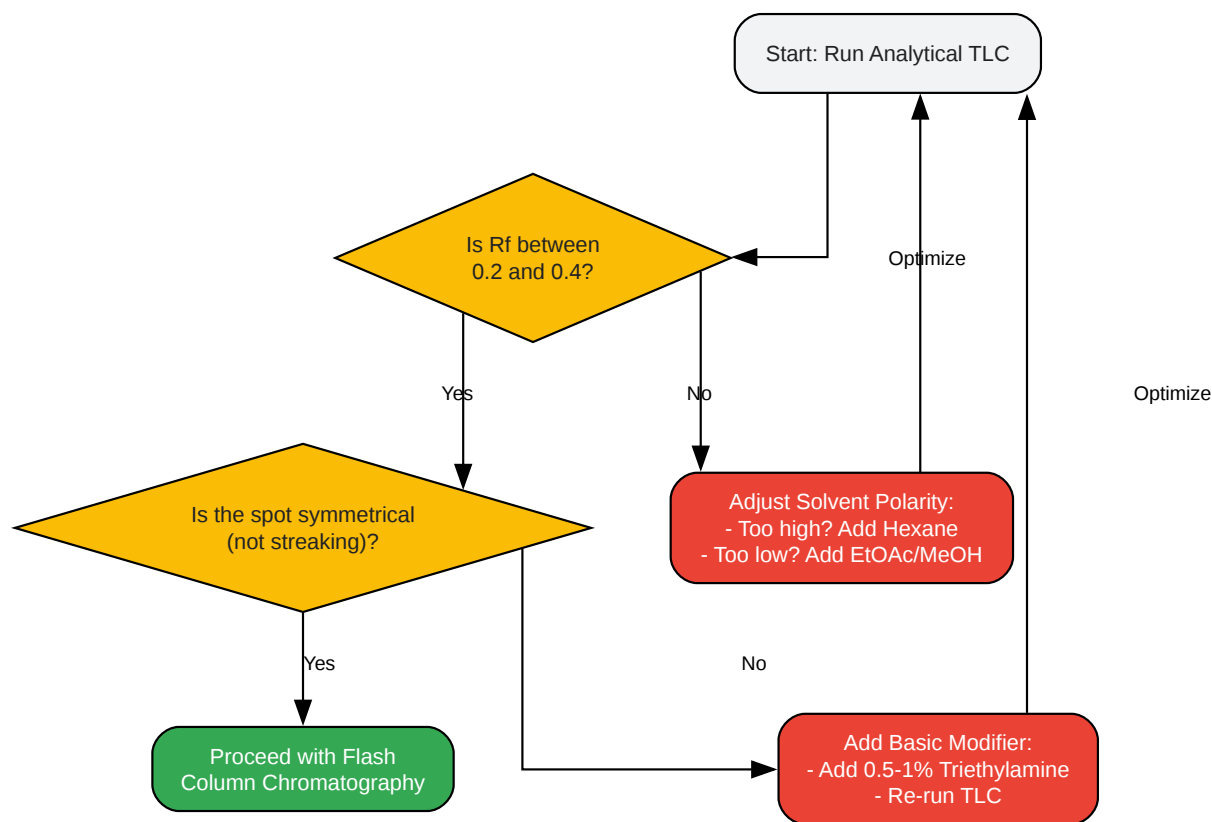 Start: Run Analytical TLC
Is Rf between
0.2 and 0.4?
Optimize
Yes
No
Optimize
Is the spot symmetrical
(not streaking)?
Adjust Solvent Polarity:
- Too high? Add Hexane
- Too low? Add EtOAc/MeOH
Yes
No
Proceed with Flash
Column Chromatography
Add Basic Modifier:
- Add 0.5-1% Triethylamine
- Re-run TLC